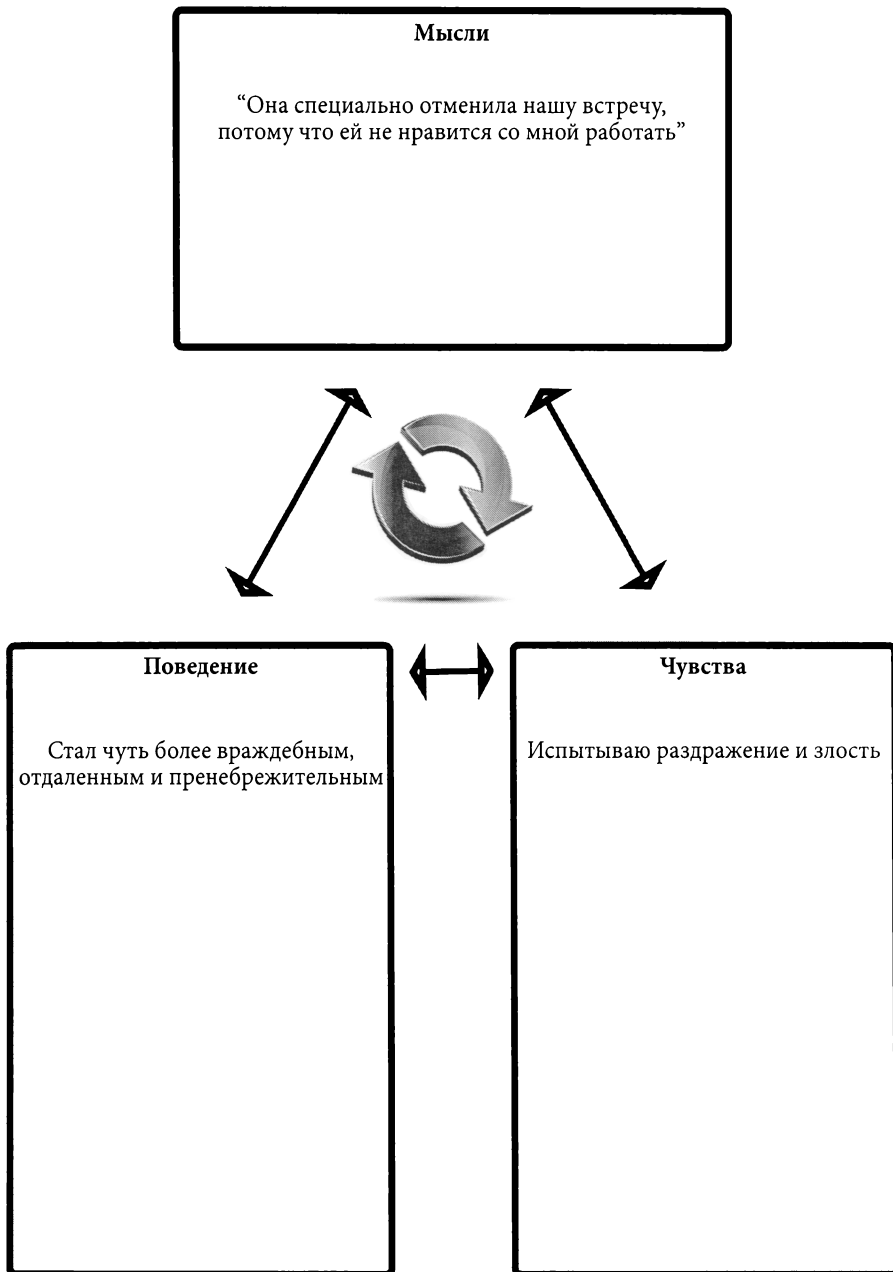 Мысли
“Она специально отменила нашу встречу,
потому что ей не нравится со мной работать”
Поведение
Стал чуть более враждебным,
отдаленным и пренебрежительным
Чувства
Испытываю раздражение и злость